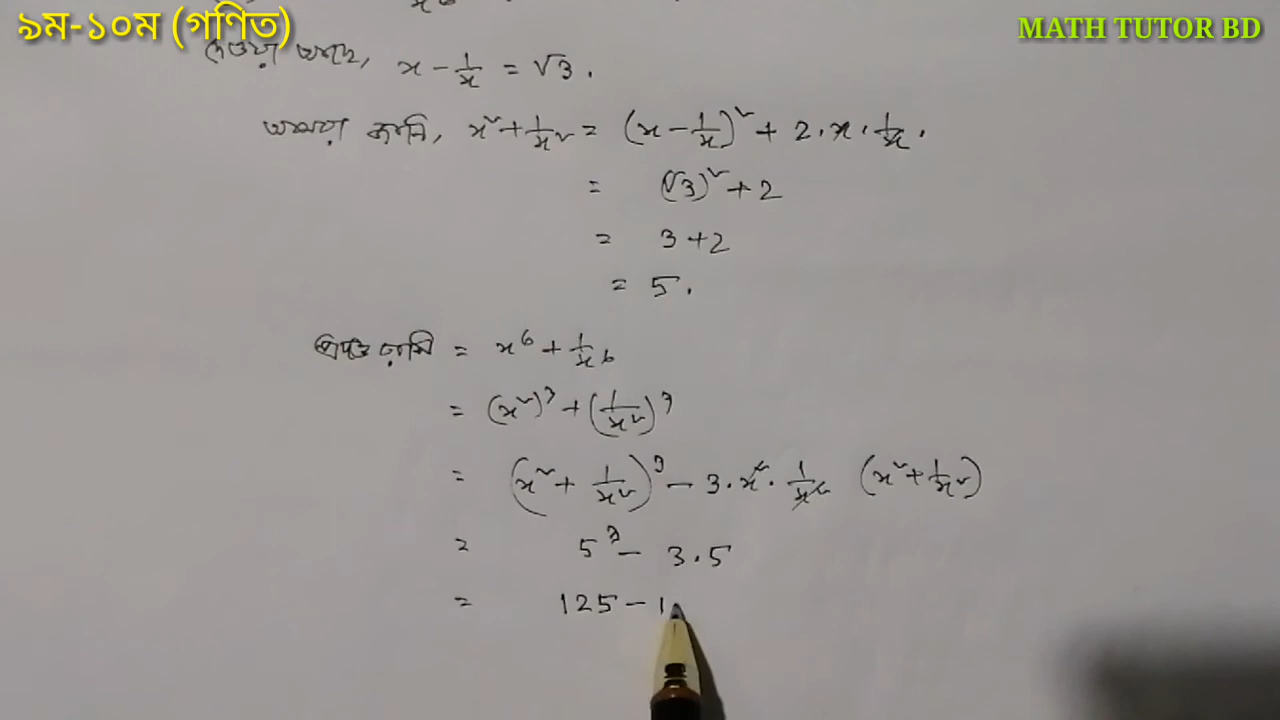 ৯ম-১০ম (গণিত)
MATH TUTOR BD
x⁶
দেওয়া আছে, x - 1/x = √3 .
আমরা জানি, x² + 1/x² = (x - 1/x)² + 2 . x . 1/x .
= (√3)² + 2
= 3 + 2
= 5 .
প্রদত্ত রাশি = x⁶ + 1/x⁶
= (x²)³ + (1/x²)³
= (x² + 1/x²)³ - 3 . x² . 1/x² (x² + 1/x²)
= 5³ - 3 . 5
= 125 - 1